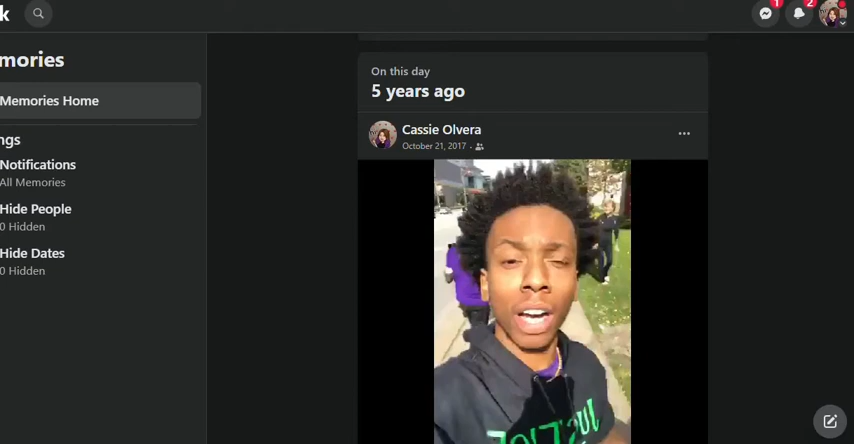 k
1
2
mories
Memories Home
ngs
Notifications
All Memories
Hide People
0 Hidden
Hide Dates
0 Hidden
On this day
5 years ago
Cassie Olvera
October 21, 2017 ·